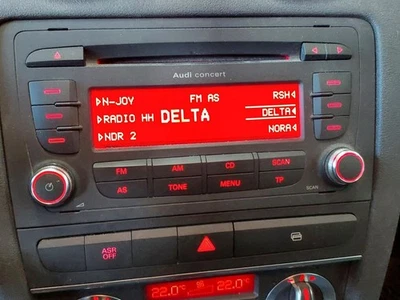 Audi concert
FM AS
N-JOY RSH
RADIO HH DELTA DELTA
NDR 2 NORA
FM AM CD SCAN
AS TONE MENU TP
SCAN
ASR OFF
22.0° 22.0°